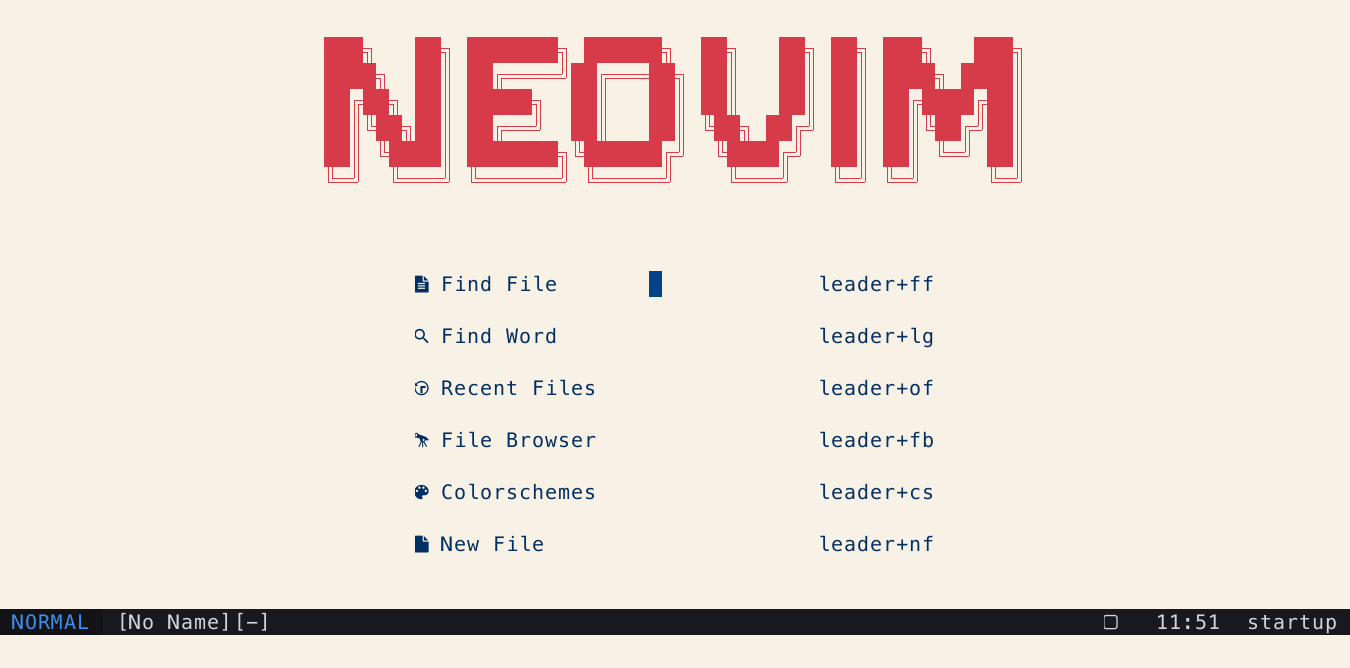 NEOVIM
Find File leader+ff
Find Word leader+lg
Recent Files leader+of
File Browser leader+fb
Colorschemes leader+cs
New File leader+nf
NORMAL [No Name][-] 11:51 startup